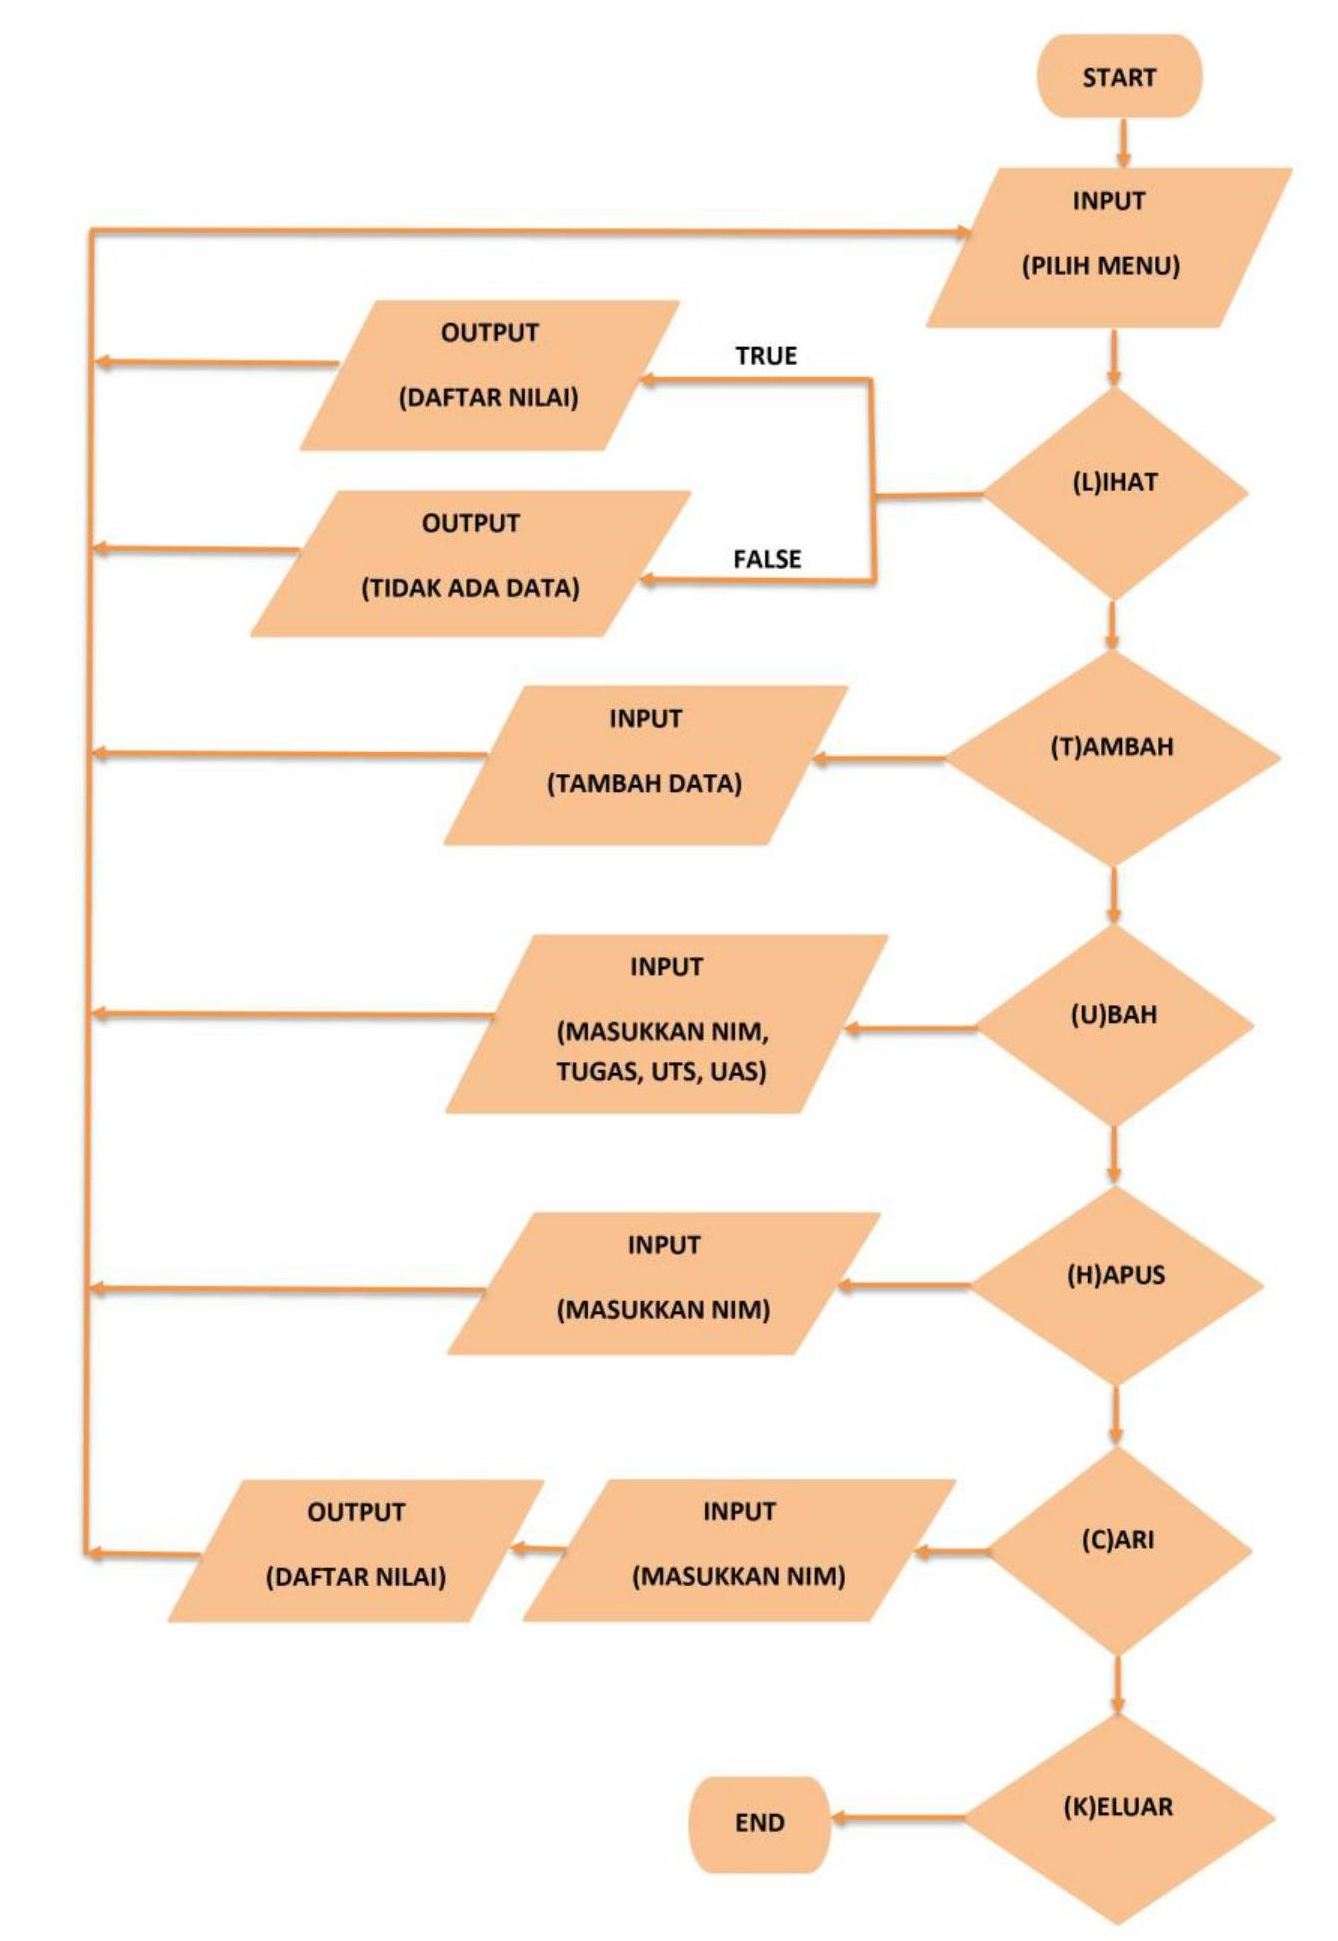 START
INPUT
(PILIH MENU)
OUTPUT
(DAFTAR NILAI)
TRUE
(L)IHAT
OUTPUT
(TIDAK ADA DATA)
FALSE
INPUT
(TAMBAH DATA)
(T)AMBAH
INPUT
(MASUKKAN NIM,
TUGAS, UTS, UAS)
(U)BAH
INPUT
(MASUKKAN NIM)
(H)APUS
OUTPUT
(DAFTAR NILAI)
INPUT
(MASUKKAN NIM)
(C)ARI
END
(K)ELUAR